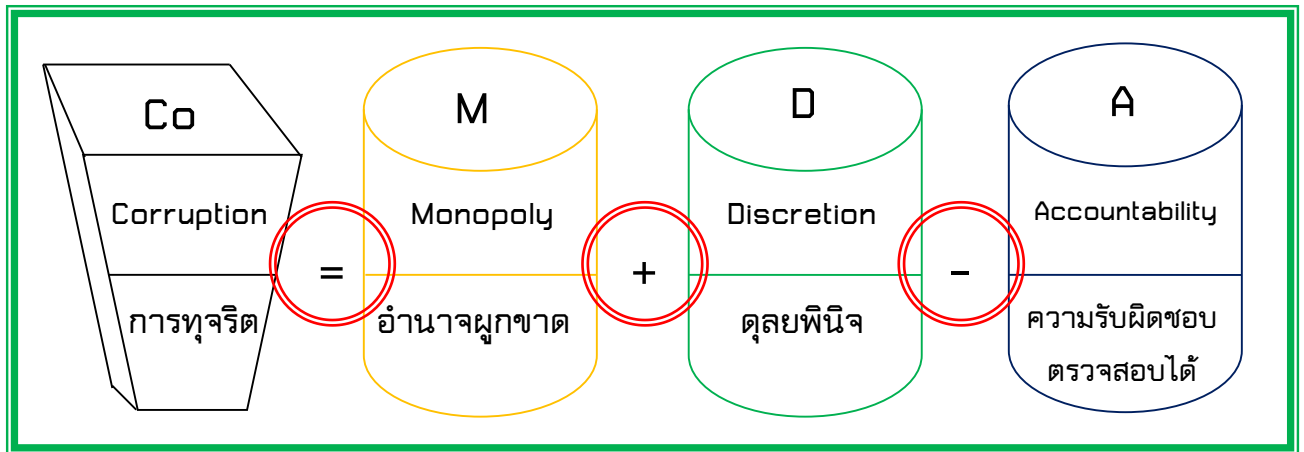 Co
Corruption
การทุจริต
=
M
Monopoly
อำนาจผูกขาด
+
D
Discretion
ดุลยพินิจ
-
A
Accountability
ความรับผิดชอบ
ตรวจสอบได้